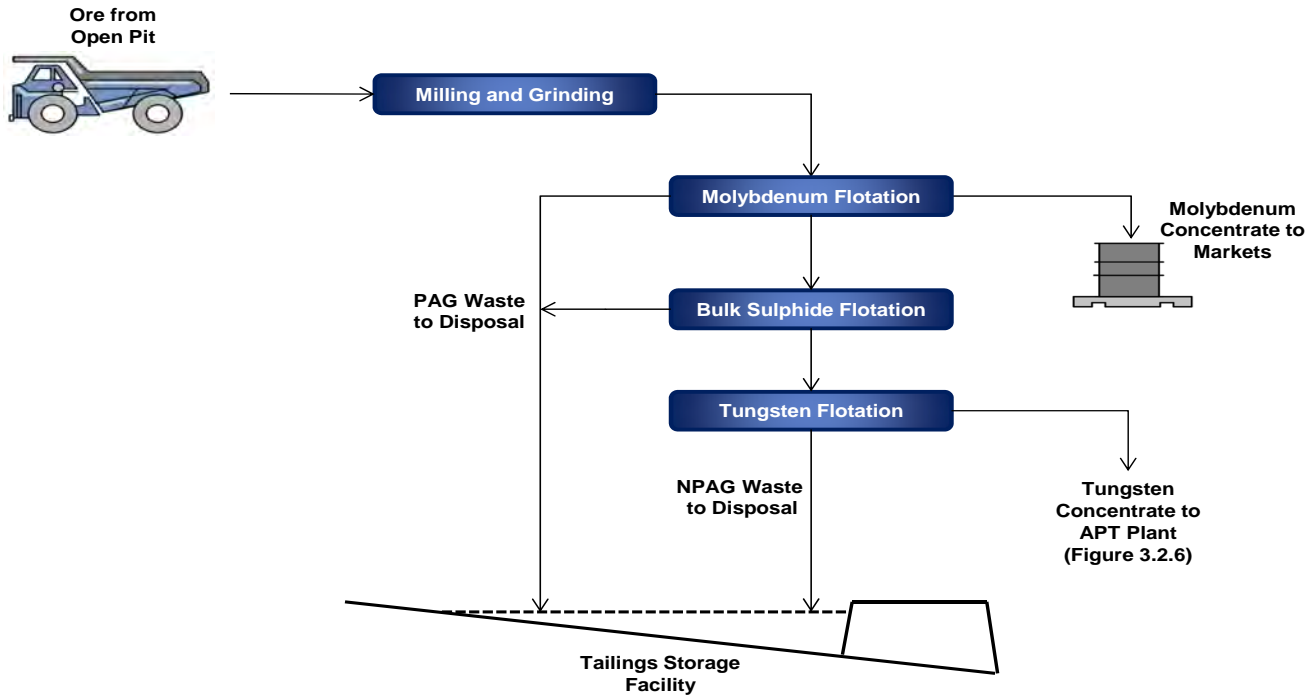 Ore from
Open Pit
Milling and Grinding
Molybdenum Flotation
Molybdenum
Concentrate to
Markets
PAG Waste
to Disposal
Bulk Sulphide Flotation
Tungsten Flotation
NPAG Waste
to Disposal
Tungsten
Concentrate to
APT Plant
(Figure 3.2.6)
Tailings Storage
Facility